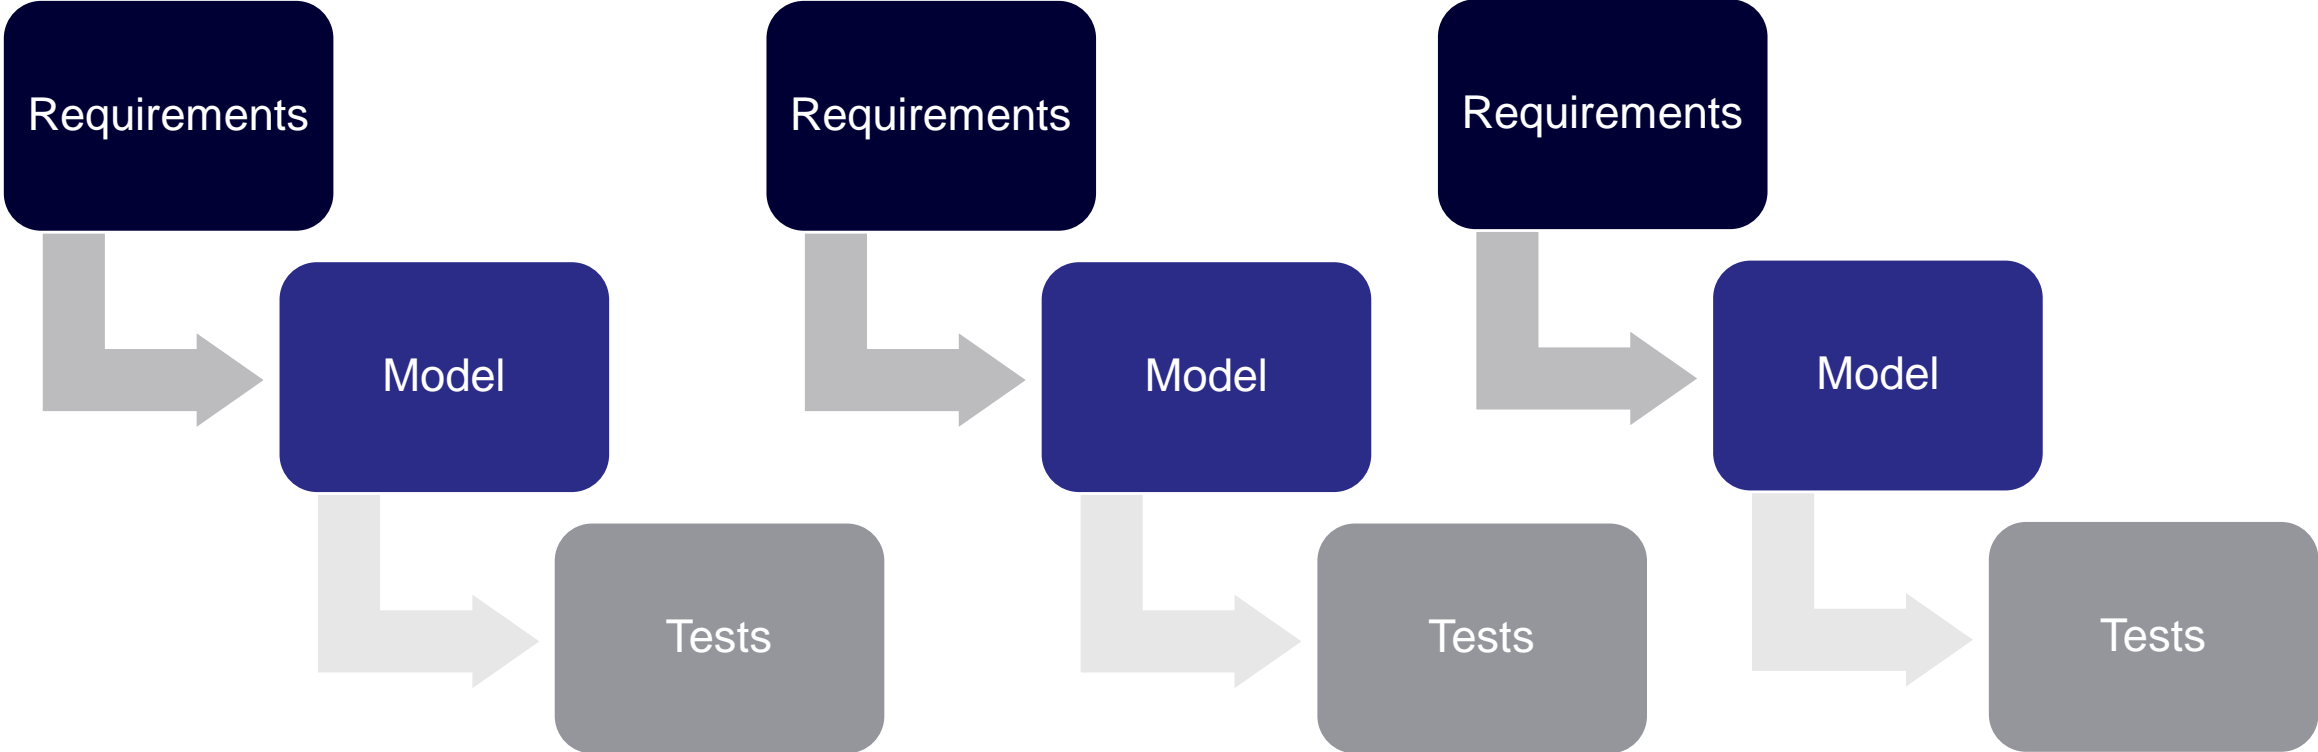 Requirements
Requirements
Requirements
Model
Model
Model
Tests
Tests
Tests